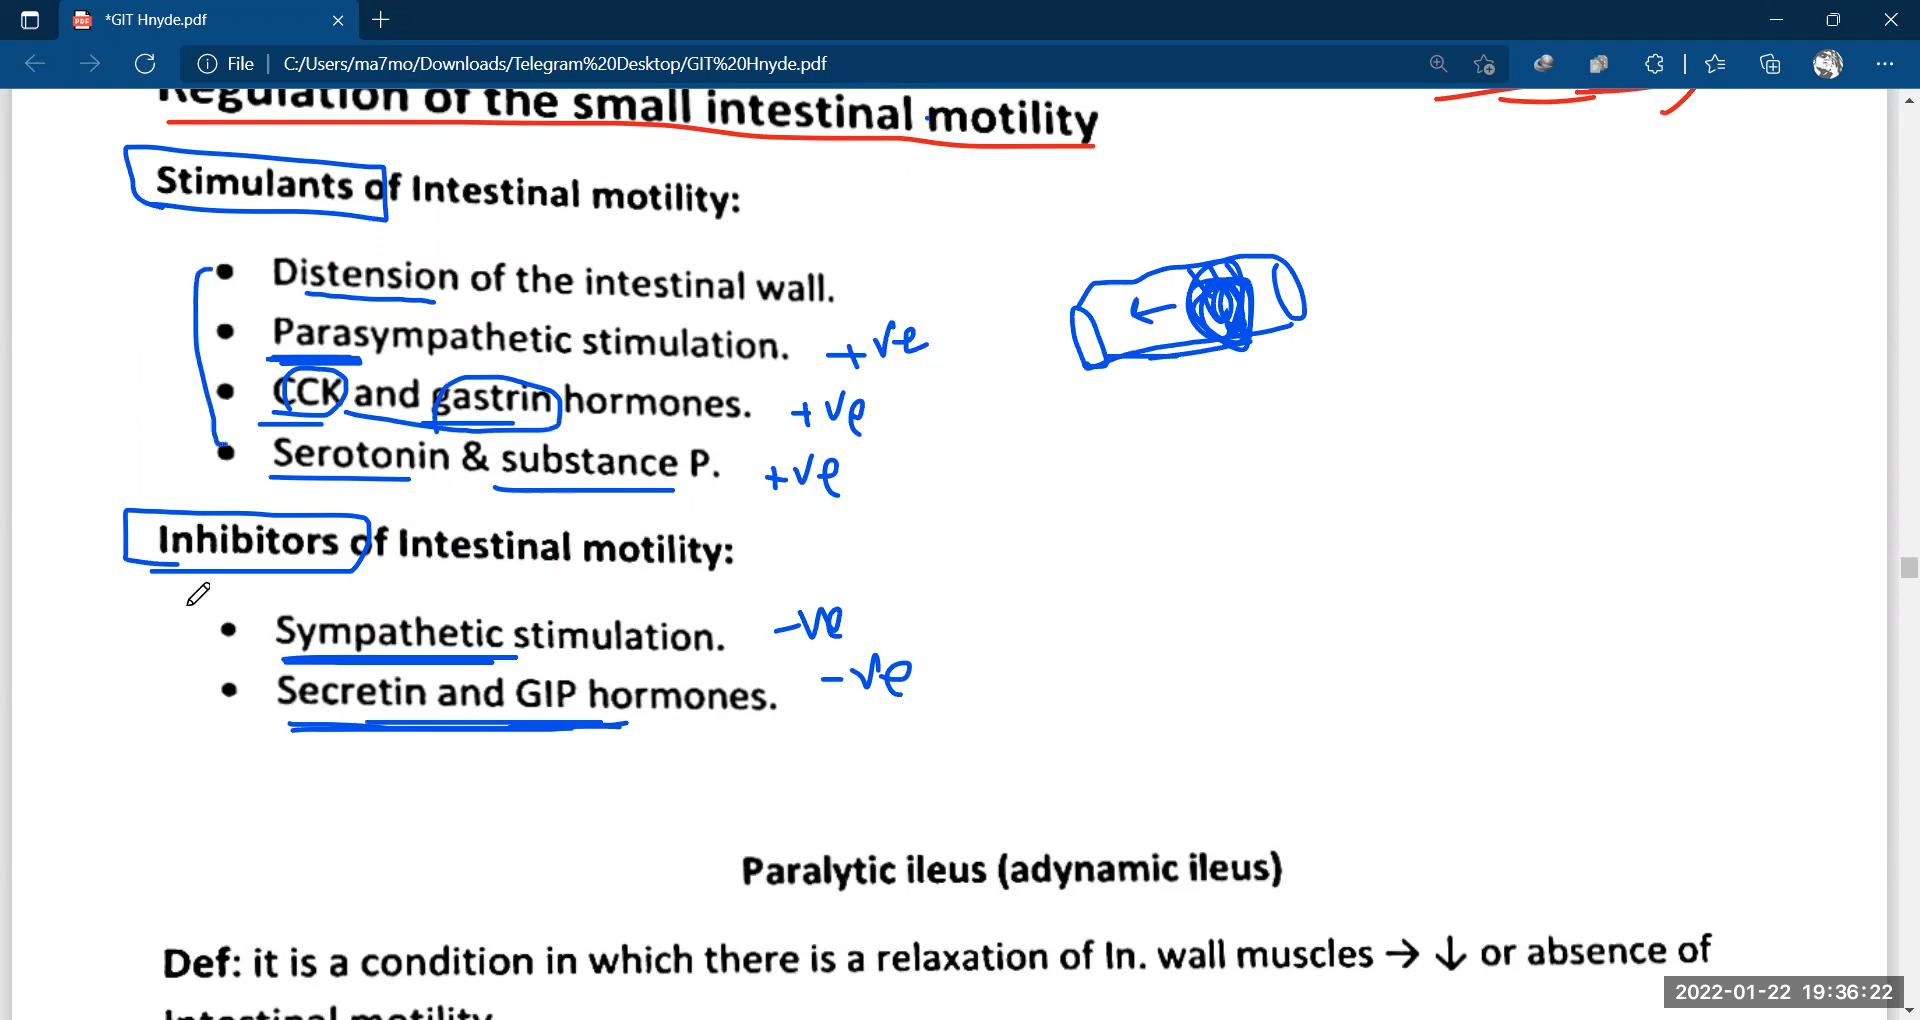 *GIT Hnyde.pdf
File | C:/Users/ma7mo/Downloads/Telegram%20Desktop/GIT%20Hnyde.pdf
Regulation of the small intestinal motility
Stimulants of Intestinal motility:
• Distension of the intestinal wall.
• Parasympathetic stimulation. +ve
• CCK and gastrin hormones. +ve
• Serotonin & substance P. +ve
Inhibitors of Intestinal motility:
• Sympathetic stimulation. -ve
• Secretin and GIP hormones. -ve
Paralytic ileus (adynamic ileus)
Def: it is a condition in which there is a relaxation of In. wall muscles → ↓ or absence of
Intestinal motility
2022-01-22 19:36:22